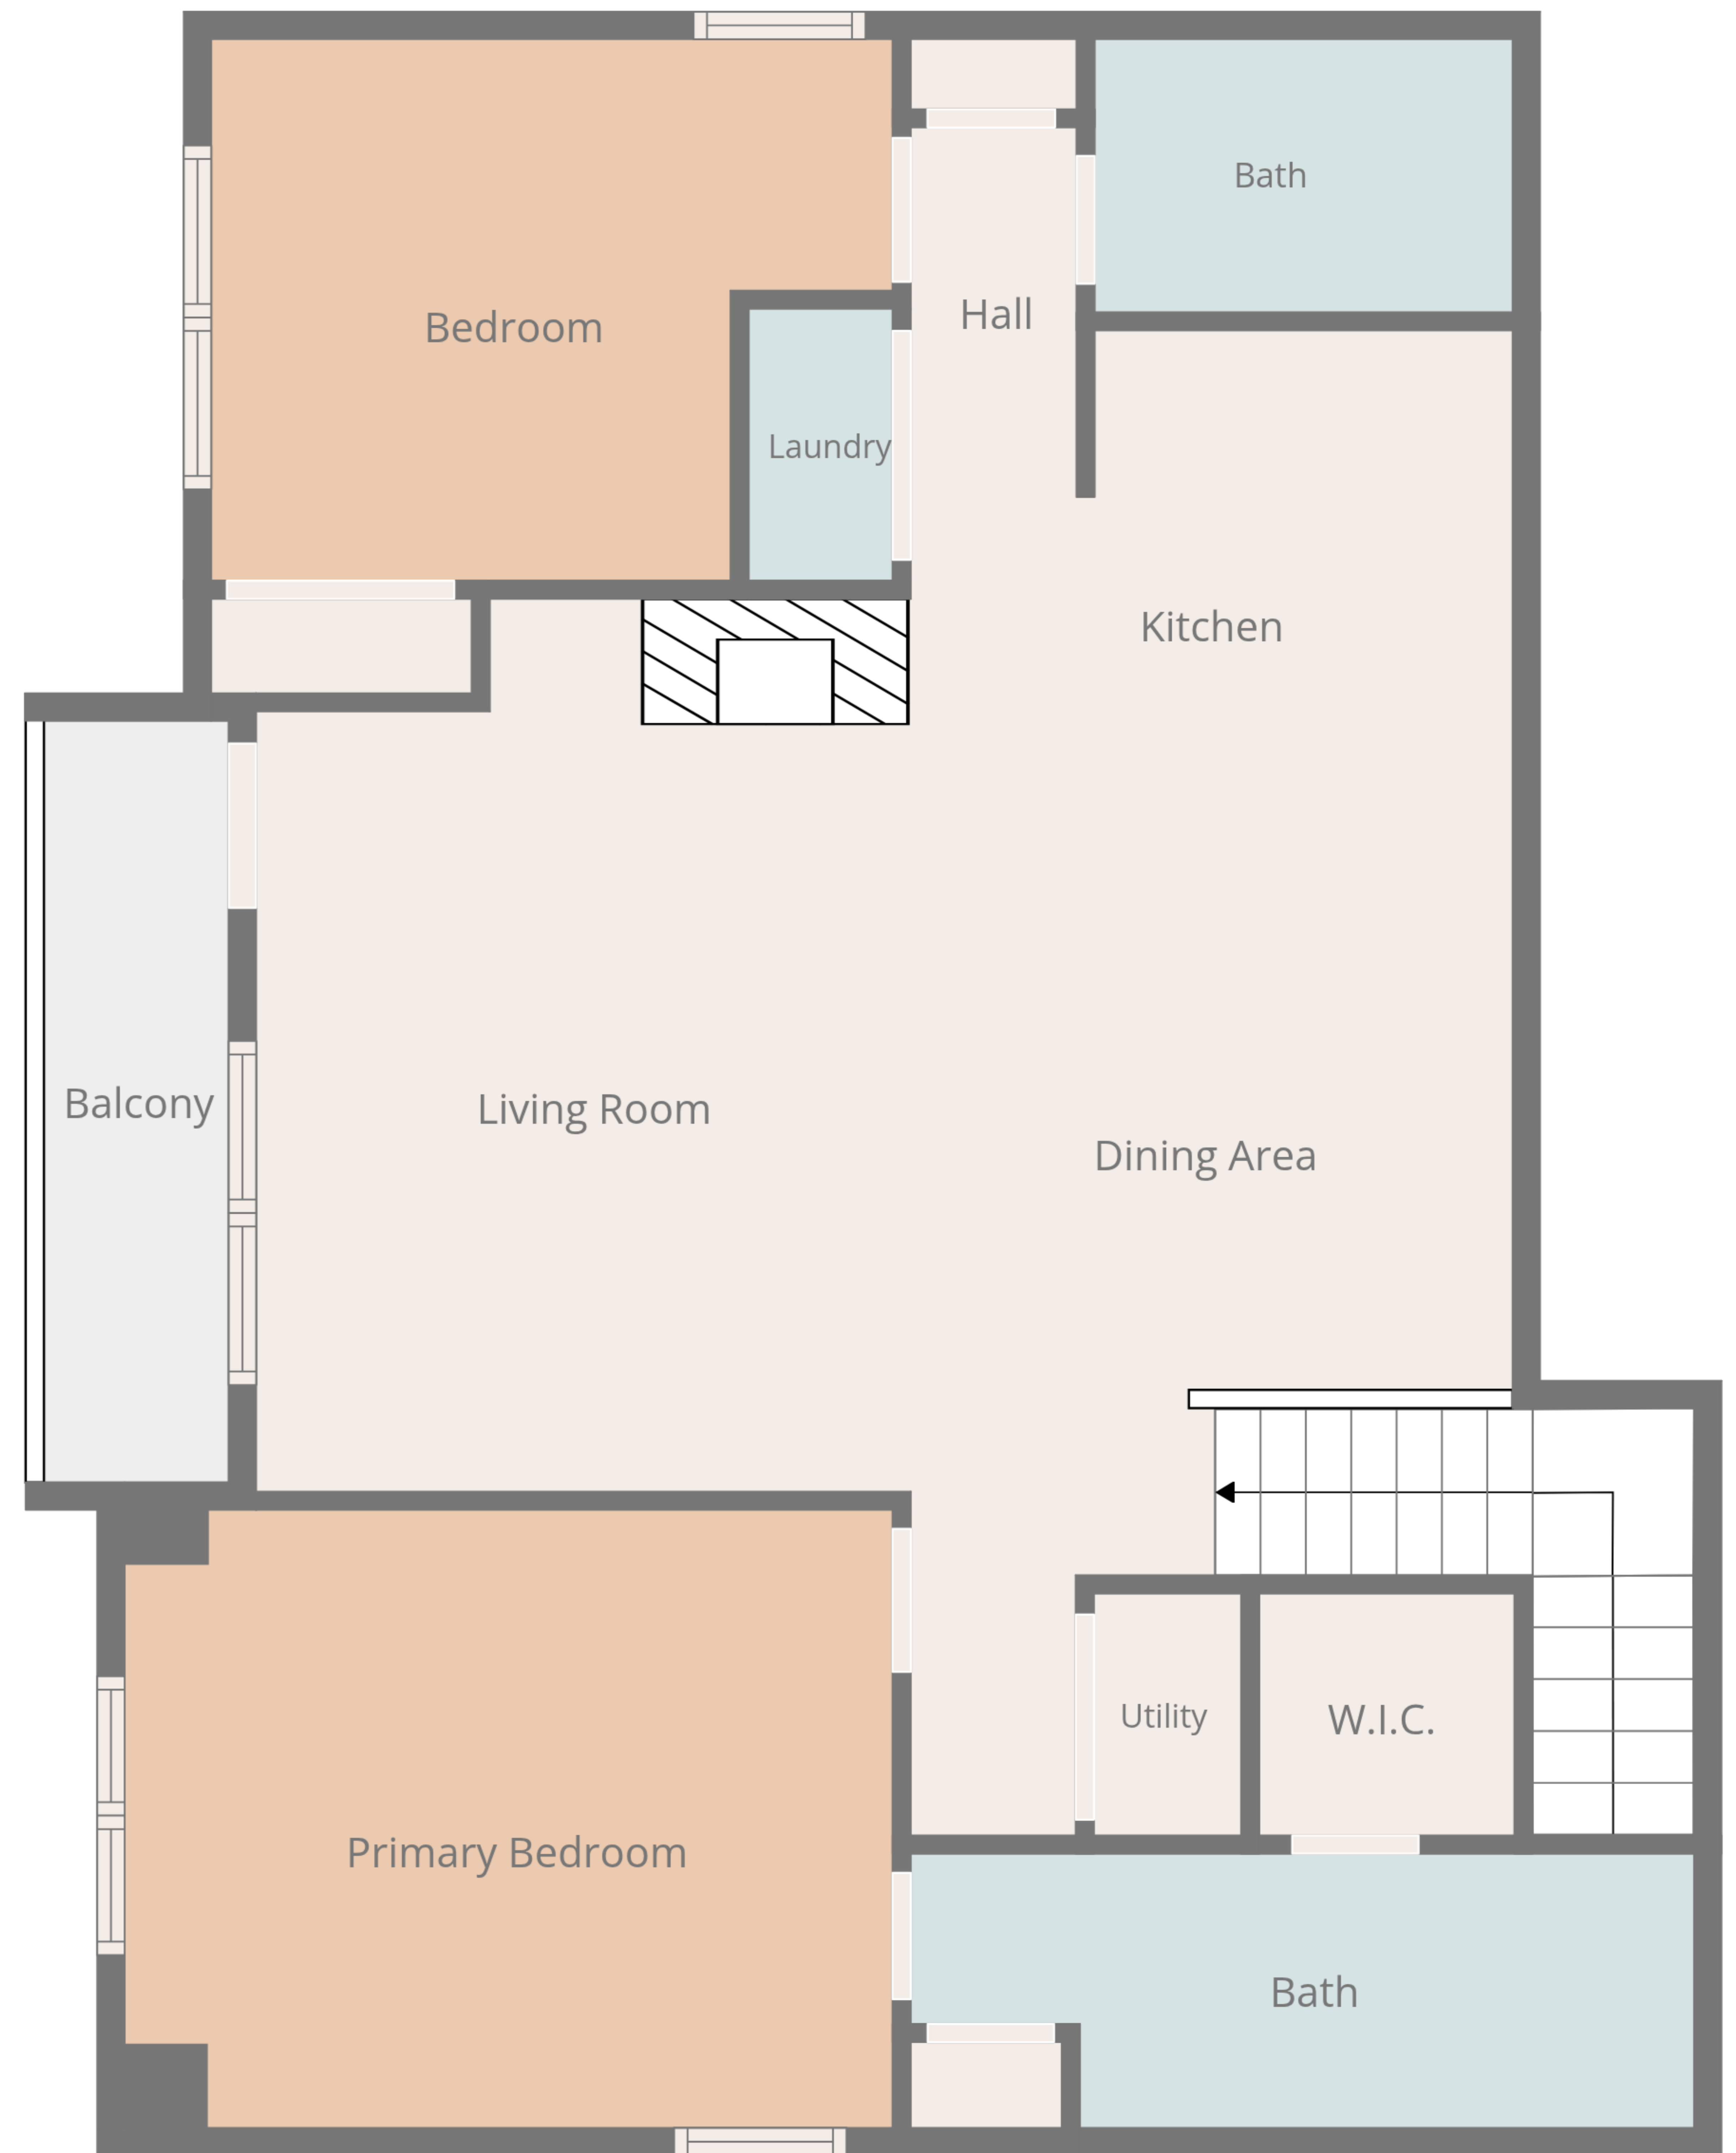 Bath
Hall
Bedroom
Laundry
Kitchen
Balcony
Living Room
Dining Area
Utility
W.I.C.
Primary Bedroom
Bath